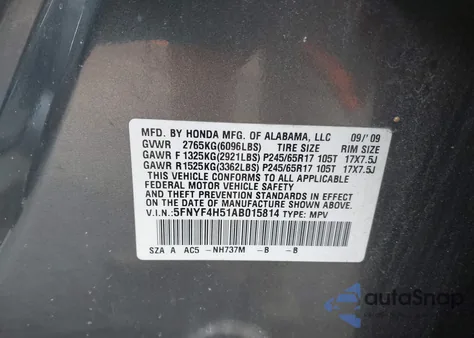 MFD. BY HONDA MFG. OF ALABAMA, LLC 09/'09
GVWR 2765KG(6096LBS) TIRE SIZE RIM SIZE
GAWR F 1325KG(2921LBS) P245/65R17 105T 17X7.5J
GAWR R1525KG(3362LBS) P245/65R17 105T 17X7.5J
THIS VEHICLE CONFORMS TO ALL APPLICABLE
FEDERAL MOTOR VEHICLE SAFETY STANDARDS
AND THEFT PREVENTION STANDARDS IN EFFECT
ON THE DATE OF MANUFACTURE SHOWN ABOVE.
V.I.N.:5FNYF4H51AB015814 TYPE: MPV
SZA A AC5 -NH737M -B -B
autoSnap